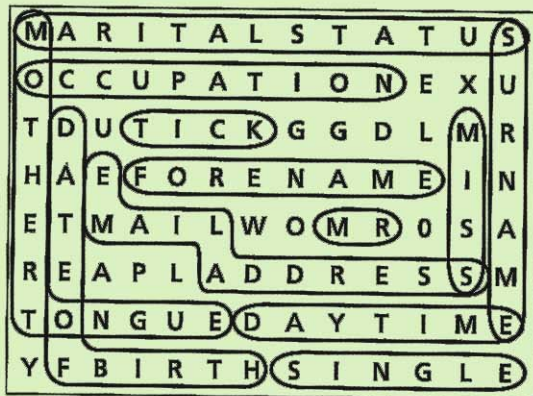 M A R I T A L S T A T U S
O C C U P A T I O N E X U
T D U T I C K G G D L M R
H A E F O R E N A M E I N
E T M A I L W O M R 0 S A
R E A P L A D D R E S S M
T O N G U E D A Y T I M E
Y F B I R T H S I N G L E